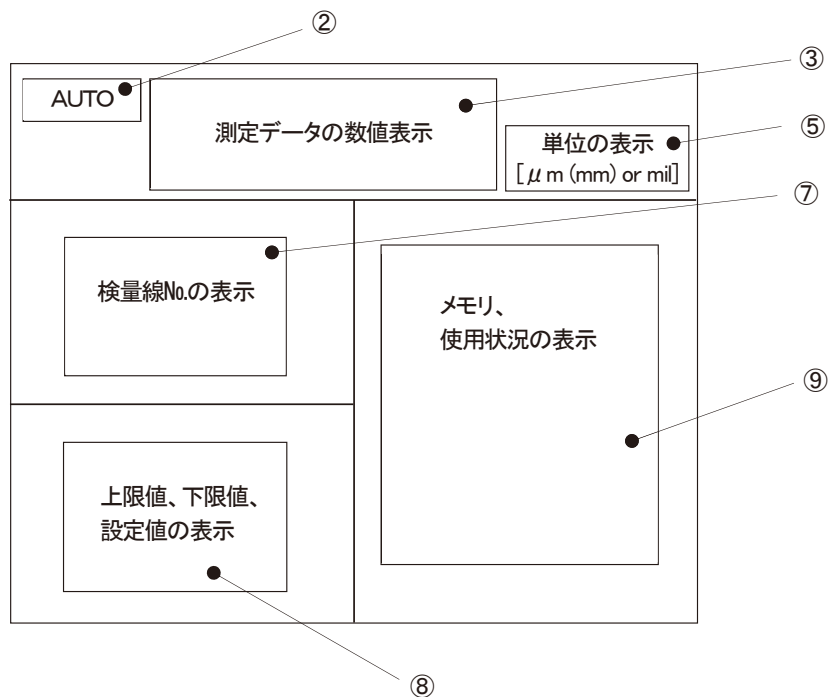 ②
③
AUTO
測定データの数値表示
⑤
単位の表示
[μm (mm) or mil]
⑦
検量線№の表示
メモリ、
使用状況の表示
⑨
上限値、下限値、
設定値の表示
⑧